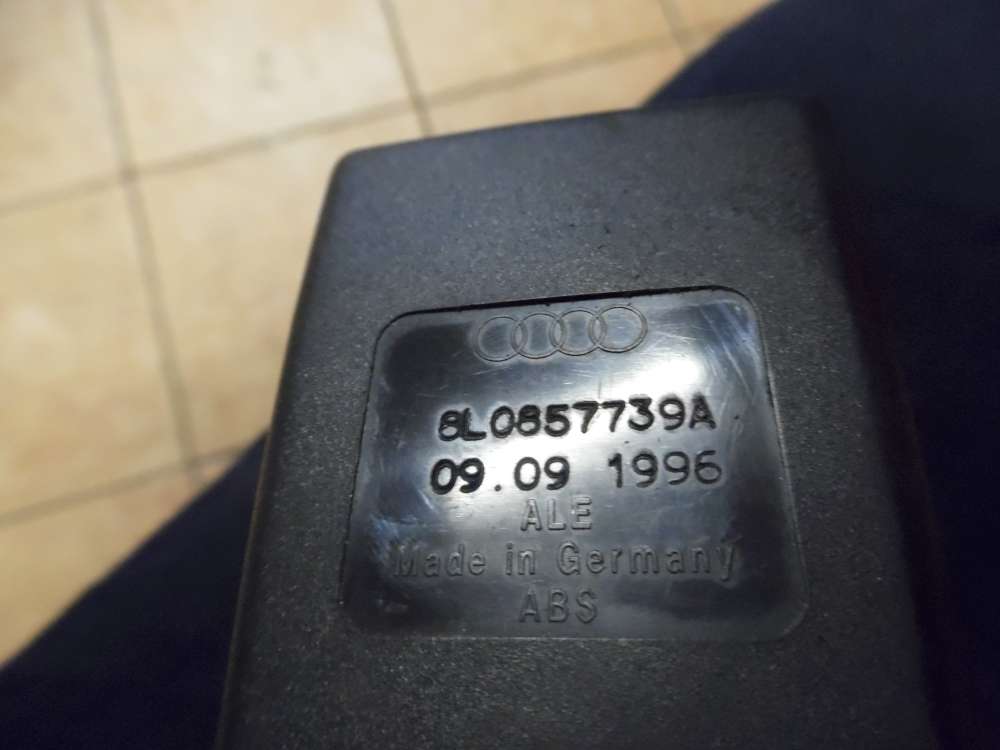 8L0857739A
09.09 1996
ALE
Made in Germany
ABS